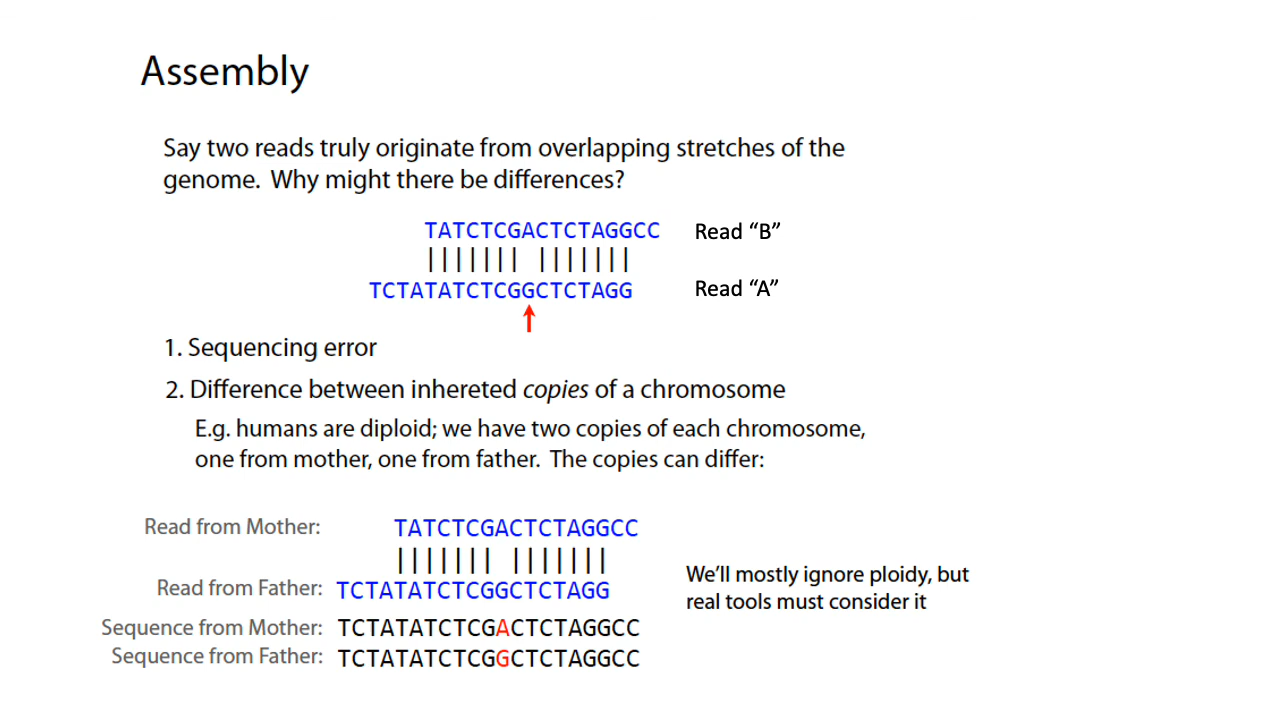 Assembly
Say two reads truly originate from overlapping stretches of the
genome. Why might there be differences?
TATCTCGACTCTAGGCC Read “B”
||||||| |||||||
TCTATATCTCGGCTCTAGG Read “A”
1. Sequencing error
2. Difference between inhereted copies of a chromosome
E.g. humans are diploid; we have two copies of each chromosome,
one from mother, one from father. The copies can differ:
Read from Mother: TATCTCGACTCTAGGCC
||||||| |||||||
Read from Father: TCTATATCTCGGCTCTAGG
We’ll mostly ignore ploidy, but
real tools must consider it
Sequence from Mother: TCTATATCTCGACTCTAGGCC
Sequence from Father: TCTATATCTCGGCTCTAGGCC